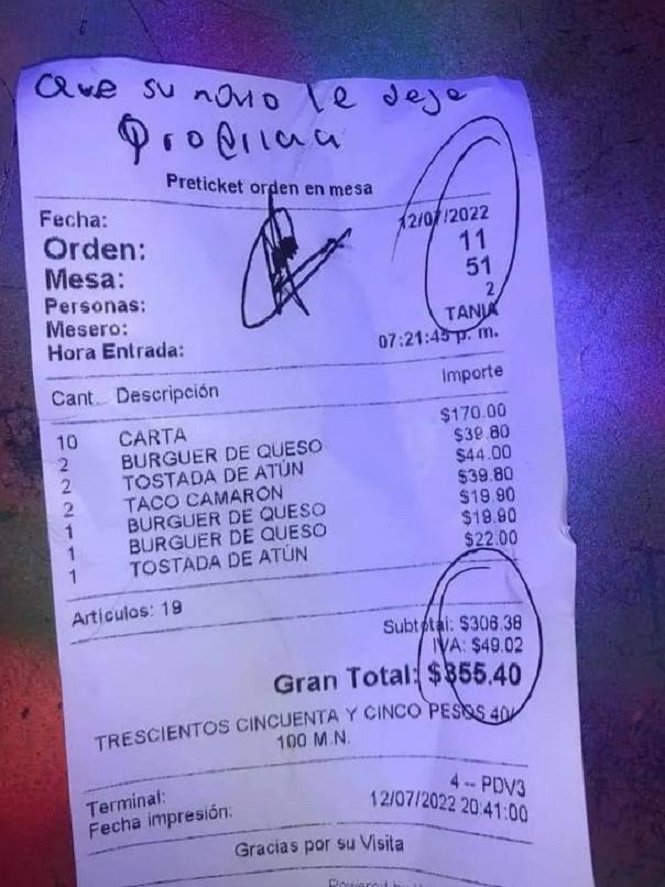 Que su novio le deje
propina
Preticket orden en mesa
Fecha: 12/07/2022
Orden: 11
Mesa: 51
Personas: 2
Mesero: TANIA
Hora Entrada: 07:21:45 p. m.
Cant. Descripción Importe
10 CARTA $170.00
2 BURGUER DE QUESO $39.80
2 TOSTADA DE ATÚN $44.00
2 TACO CAMARON $39.80
1 BURGUER DE QUESO $19.90
1 BURGUER DE QUESO $19.90
1 TOSTADA DE ATÚN $22.00
Artículos: 19
Subtotal: $306.38
IVA: $49.02
Gran Total: $355.40
TRESCIENTOS CINCUENTA Y CINCO PESOS 40/
100 M.N.
Terminal: 4 -- PDV3
Fecha impresión: 12/07/2022 20:41:00
Gracias por su Visita